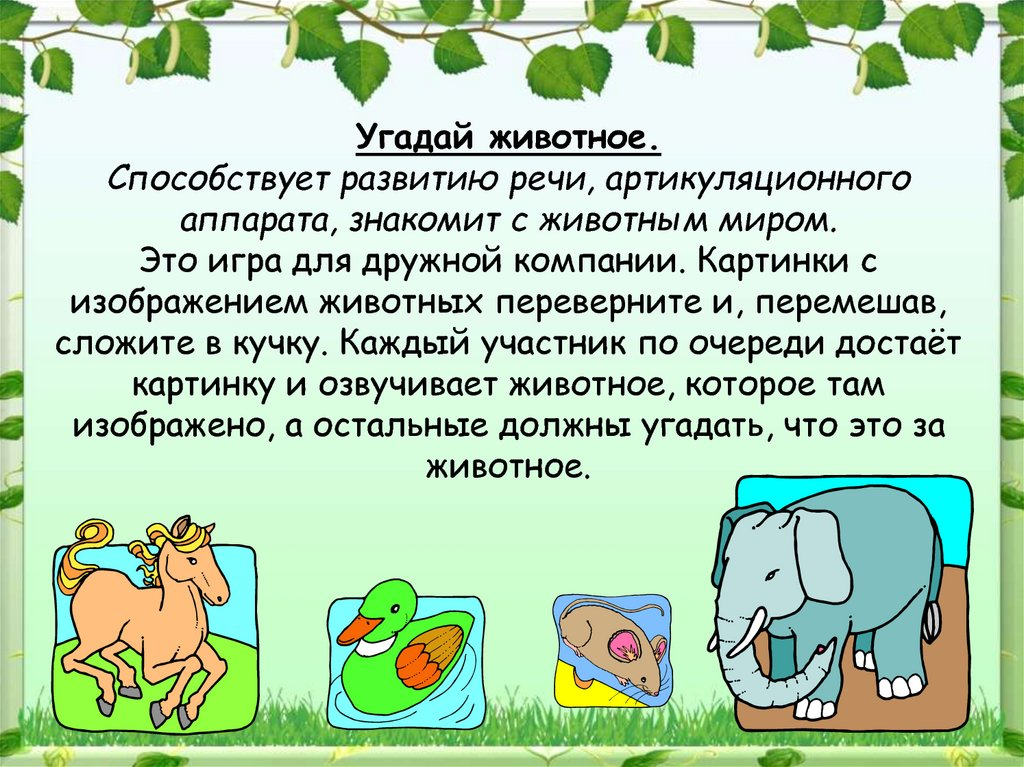 Угадай животное.
Способствует развитию речи, артикуляционного
аппарата, знакомит с животным миром.
Это игра для дружной компании. Картинки с
изображением животных переверните и, перемешав,
сложите в кучку. Каждый участник по очереди достаёт
картинку и озвучивает животное, которое там
изображено, а остальные должны угадать, что это за
животное.